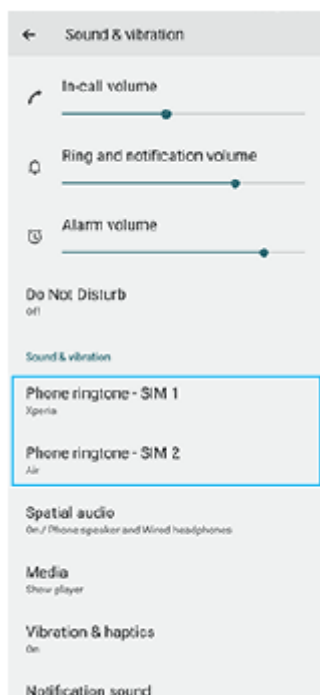 Sound & vibration
In-call volume
Ring and notification volume
Alarm volume
Do Not Disturb
Off
Sound & vibration
Phone ringtone - SIM 1
Xperia
Phone ringtone - SIM 2
Air
Spatial audio
On / Phone speaker and Wired headphones
Media
Show player
Vibration & haptics
On
Notification sound